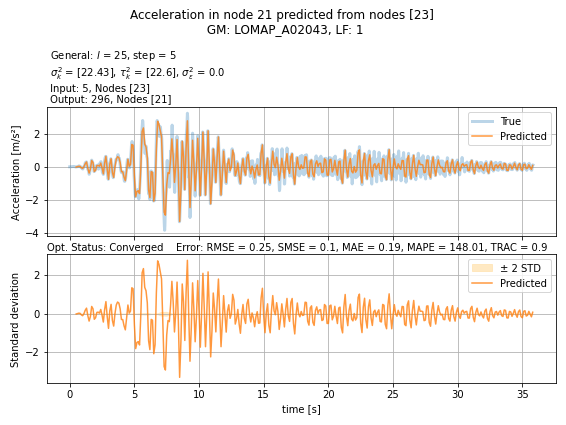 Acceleration in node 21 predicted from nodes [23]
GM: LOMAP_A02043, LF: 1
General: l = 25, step = 5
σ²ₖ = [22.43], τ²ₖ = [22.6], σ²ε = 0.0
Input: 5, Nodes [23]
Output: 296, Nodes [21]
Acceleration [m/s²]
2
0
−2
−4
True
Predicted
Opt. Status: Converged    Error: RMSE = 0.25, SMSE = 0.1, MAE = 0.19, MAPE = 148.01, TRAC = 0.9
Standard deviation
2
0
−2
± 2 STD
Predicted
0 5 10 15 20 25 30 35
time [s]